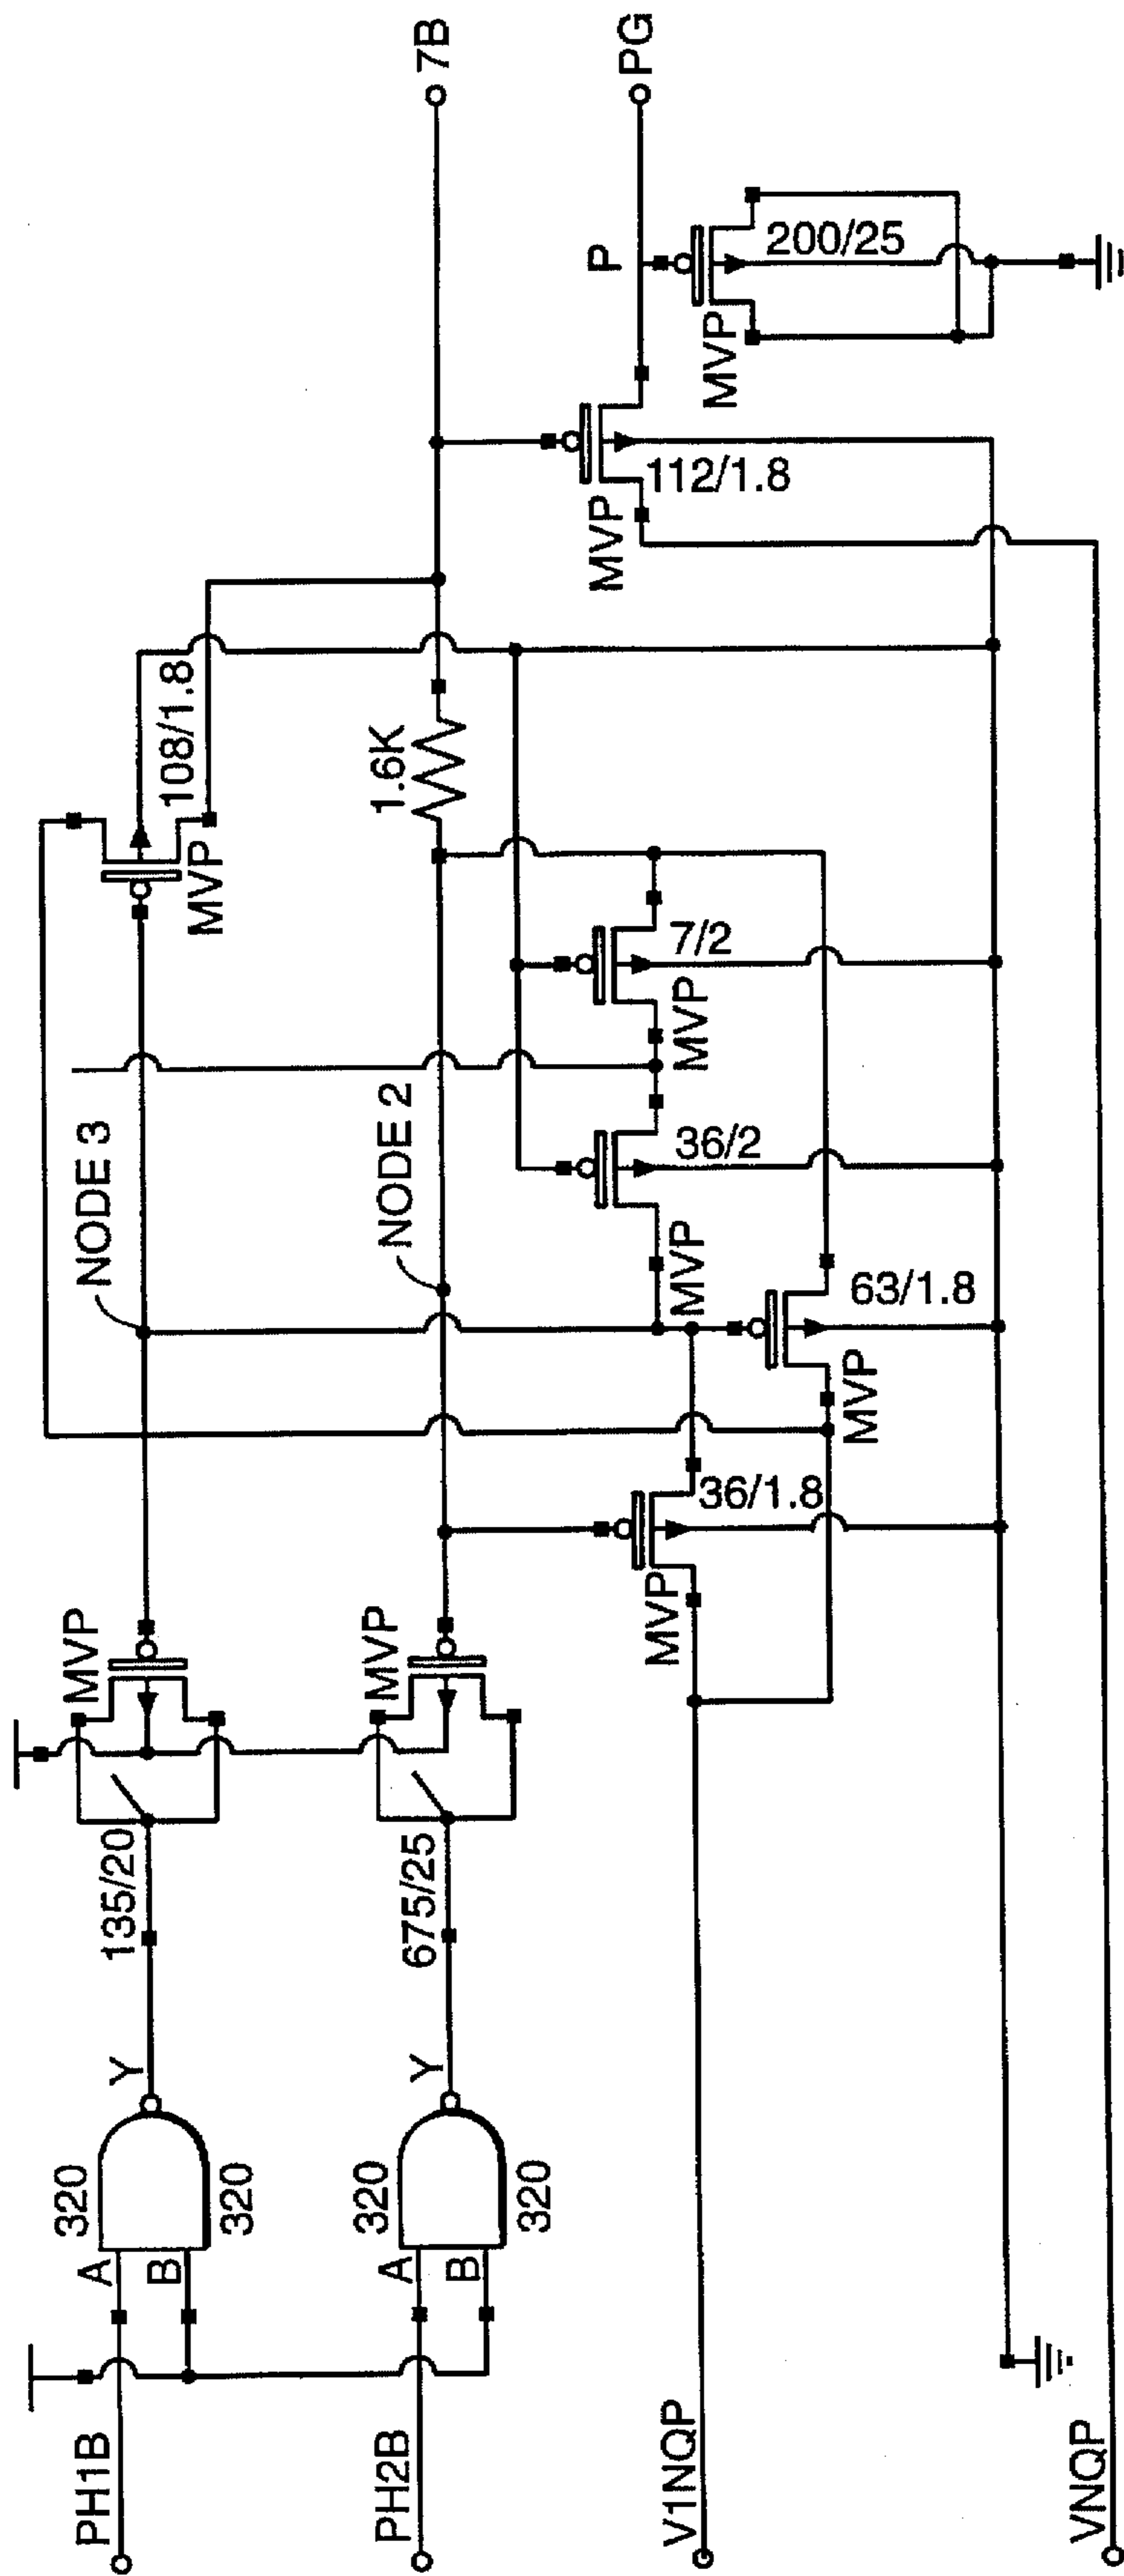 PH1B
A
B
320
320
Y
135/20
MVP
NODE 3
108/1.8
MVP
PH2B
A
B
320
320
Y
675/25
MVP
NODE 2
1.6K
7B
V1NQP
MVP
36/1.8
MVP
63/1.8
MVP
36/2
MVP
7/2
MVP
112/1.8
P
PG
MVP
200/25
VNQP